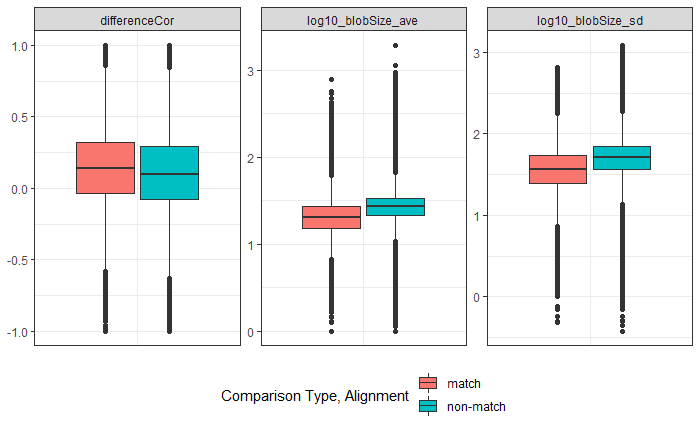 differenceCor
log10_blobSize_ave
log10_blobSize_sd
1.0
0.5
0.0
-0.5
-1.0
3
2
1
0
3
2
1
0
Comparison Type, Alignment
match
non-match